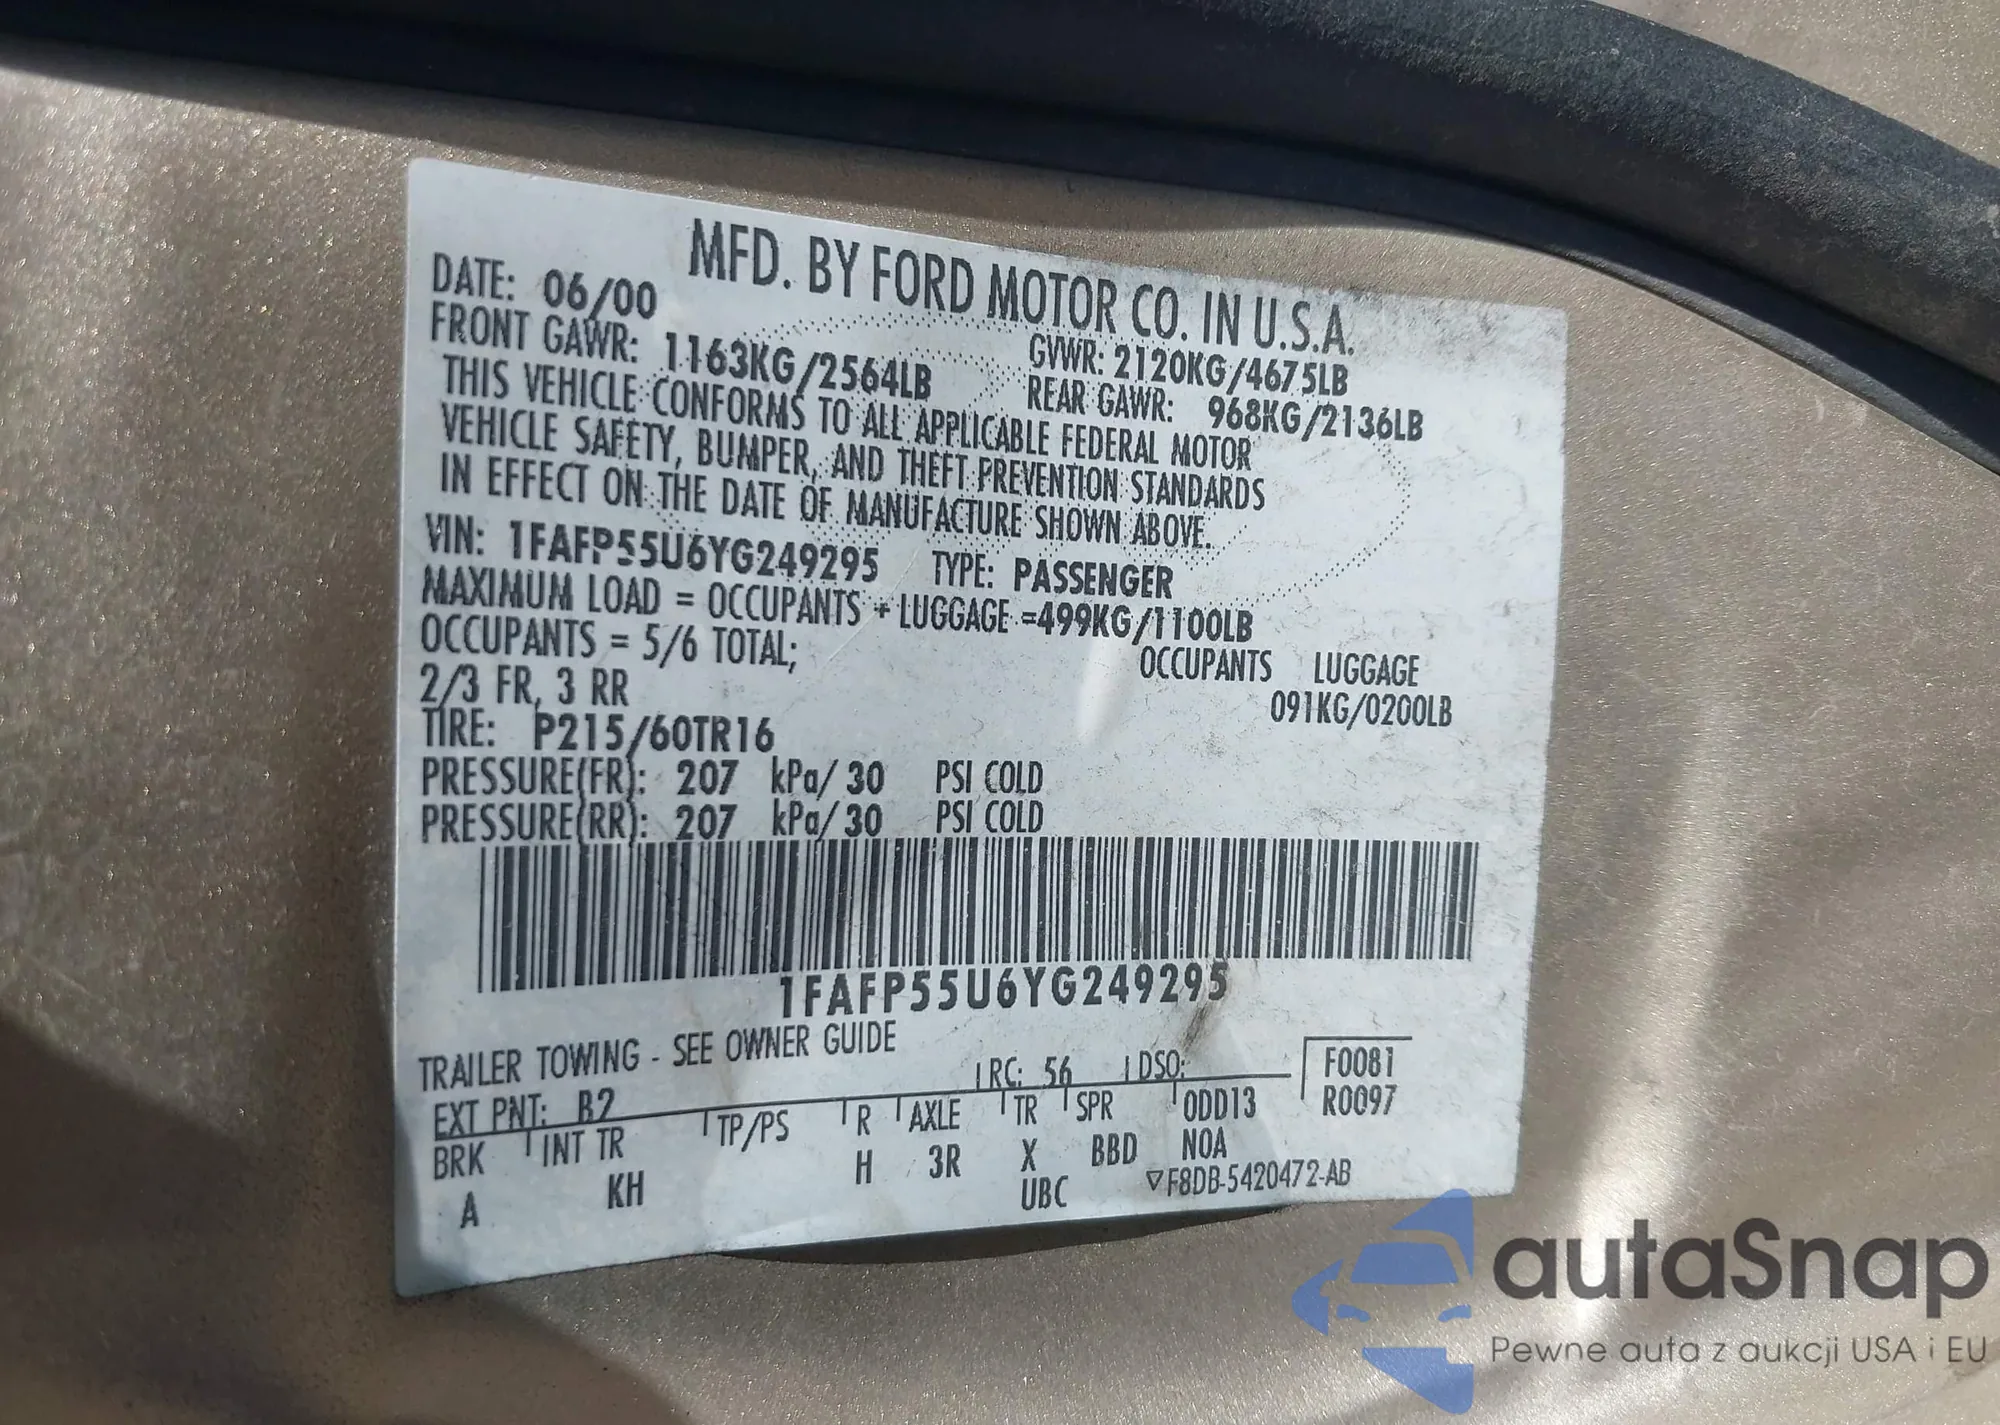 MFD. BY FORD MOTOR CO. IN U.S.A.
DATE: 06/00 GVWR: 2120KG/4675LB
FRONT GAWR: 1163KG/2564LB REAR GAWR: 968KG/2136LB
THIS VEHICLE CONFORMS TO ALL APPLICABLE FEDERAL MOTOR
VEHICLE SAFETY, BUMPER, AND THEFT PREVENTION STANDARDS
IN EFFECT ON THE DATE OF MANUFACTURE SHOWN ABOVE.
VIN: 1FAFP55U6YG249295 TYPE: PASSENGER
MAXIMUM LOAD = OCCUPANTS + LUGGAGE =499KG/1100LB
OCCUPANTS = 5/6 TOTAL; OCCUPANTS LUGGAGE
2/3 FR, 3 RR 091KG/0200LB
TIRE: P215/60TR16
PRESSURE(FR): 207 kPa/30 PSI COLD
PRESSURE(RR): 207 kPa/30 PSI COLD
1FAFP55U6YG249295
TRAILER TOWING - SEE OWNER GUIDE
EXT PNT: B2 RC: 56 DSO: F0081
BRK INT TR TP/PS R AXLE TR SPR ODD13 R0097
A KH H 3R X BBD NOA
UBC ▽F8DB-5420472-AB
autaSnap
Pewne auta z aukcji USA i EU